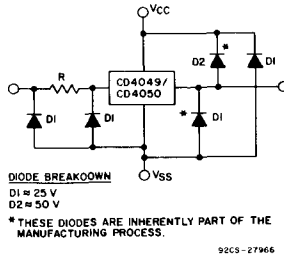 VCC
*
D2
D1
R
CD4049/
CD4050
D1
D1
*
D1
VSS
DIODE BREAKDOWN
D1 ≈ 25 V
D2 ≈ 50 V
* THESE DIODES ARE INHERENTLY PART OF THE
MANUFACTURING PROCESS.
92CS-27966